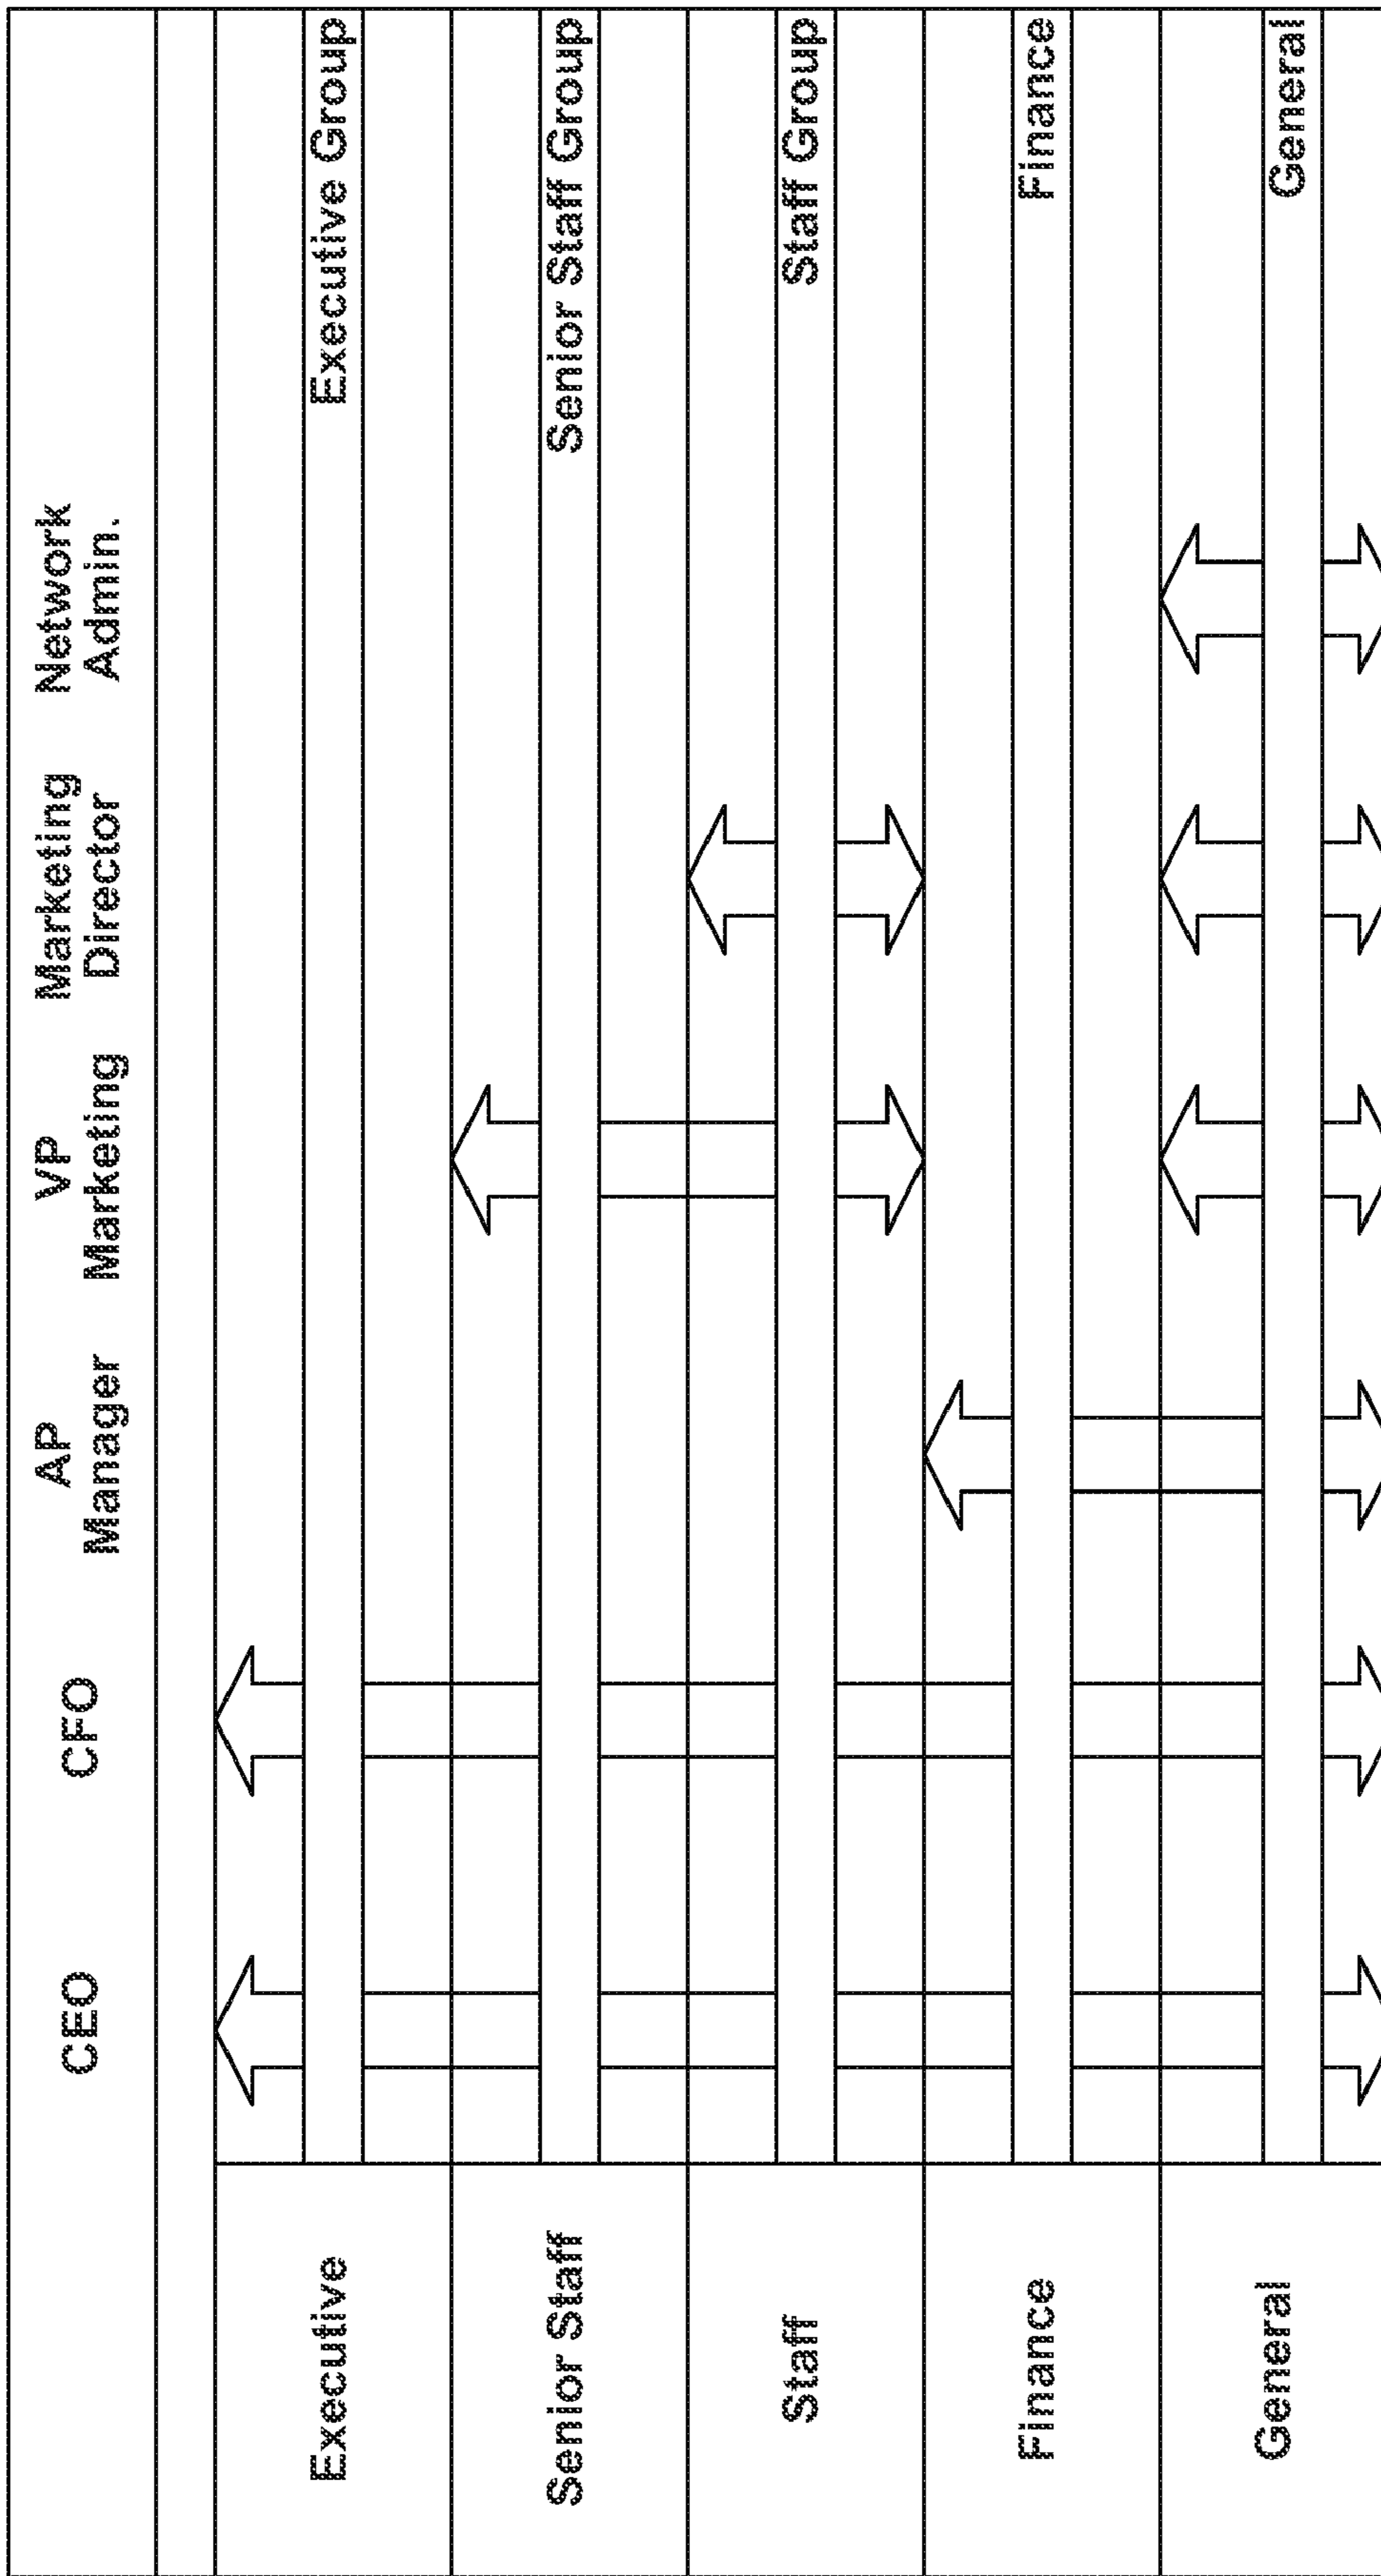 CEO
CFO
AP
Manager
VP
Marketing
Marketing
Director
Network
Admin.
Executive
Executive Group
Senior Staff
Senior Staff Group
Staff
Staff Group
Finance
Finance
General
General